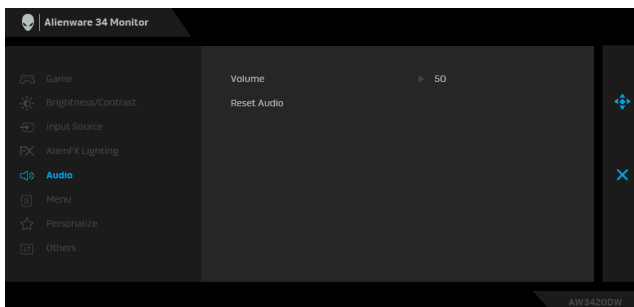 Alienware 34 Monitor
Game
Volume
50
Brightness/Contrast
Reset Audio
Input Source
AlienFX Lighting
Audio
Menu
Personalize
Others
AW3420DW